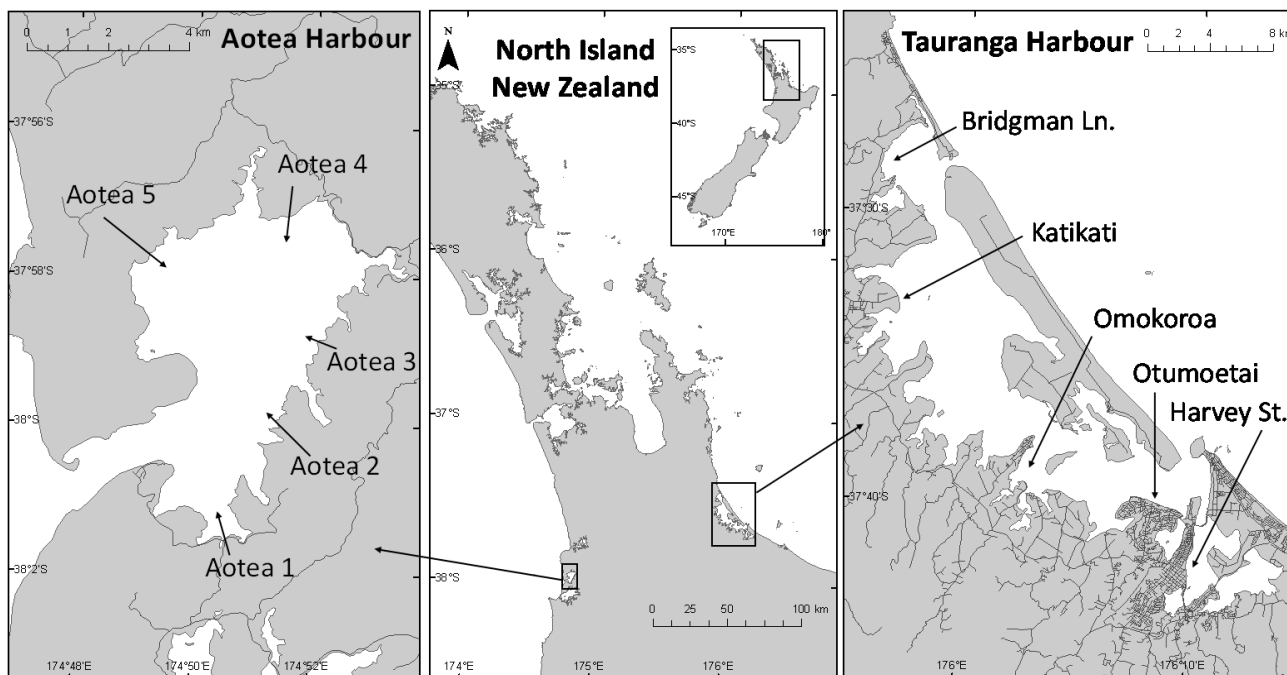 0 1 2 4 km
Aotea Harbour
37°56'S
37°58'S
38°S
38°2'S
174°48'E
174°50'E
174°52'E
Aotea 4
Aotea 5
Aotea 3
Aotea 2
Aotea 1
N
North Island
New Zealand
35°S
36°S
37°S
38°S
174°E
175°E
176°E
35°S
40°S
45°S
170°E
180°
0 25 50 100 km
Tauranga Harbour
0 2 4 8 km
Bridgman Ln.
37°30'S
Katikati
Omokoroa
Otumoetai
Harvey St.
37°40'S
176°E
176°10'E